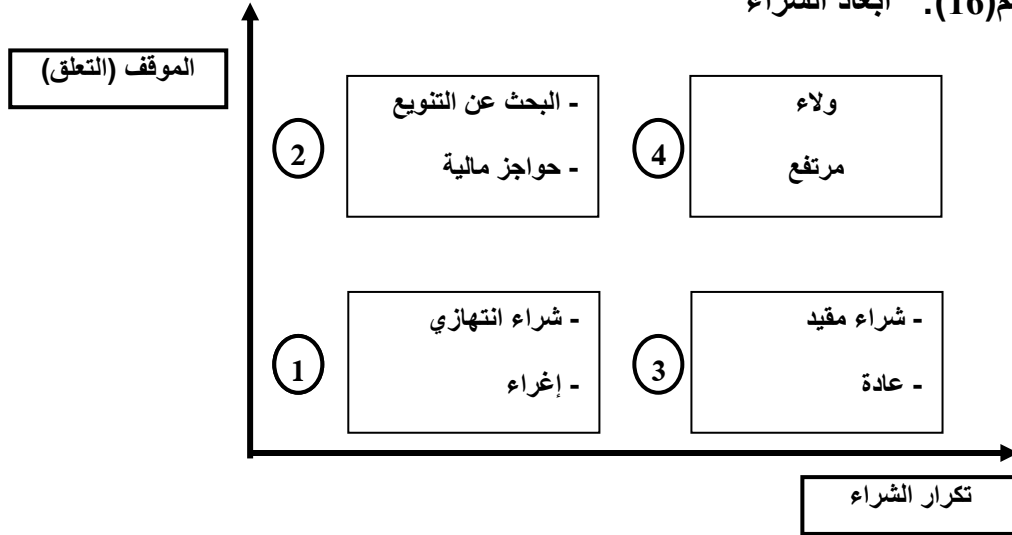 م(16). أبعاد الشراء
الموقف (التعلق)
ولاء
مرتفع
4
- البحث عن التنويع
- حواجز مالية
2
- شراء مقيد
- عادة
3
- شراء انتهازي
- إغراء
1
تكرار الشراء